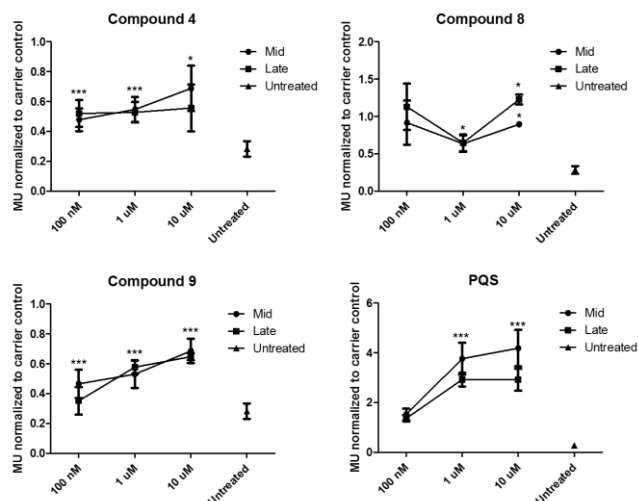 Compound 4
MU normalized to carrier control
1.0
0.8
0.6
0.4
0.2
0.0
***
***
*
Mid
Late
Untreated
100 nM
1 uM
10 uM
Untreated
Compound 8
MU normalized to carrier control
2.0
1.5
1.0
0.5
0.0
*
*
*
Mid
Late
Untreated
100 nM
1 uM
10 uM
Untreated
Compound 9
MU normalized to carrier control
1.0
0.8
0.6
0.4
0.2
0.0
***
***
***
Mid
Late
Untreated
100 nM
1 uM
10 uM
Untreated
PQS
MU normalized to carrier control
6
4
2
0
***
***
Mid
Late
Untreated
100 nM
1 uM
10 uM
Untreated